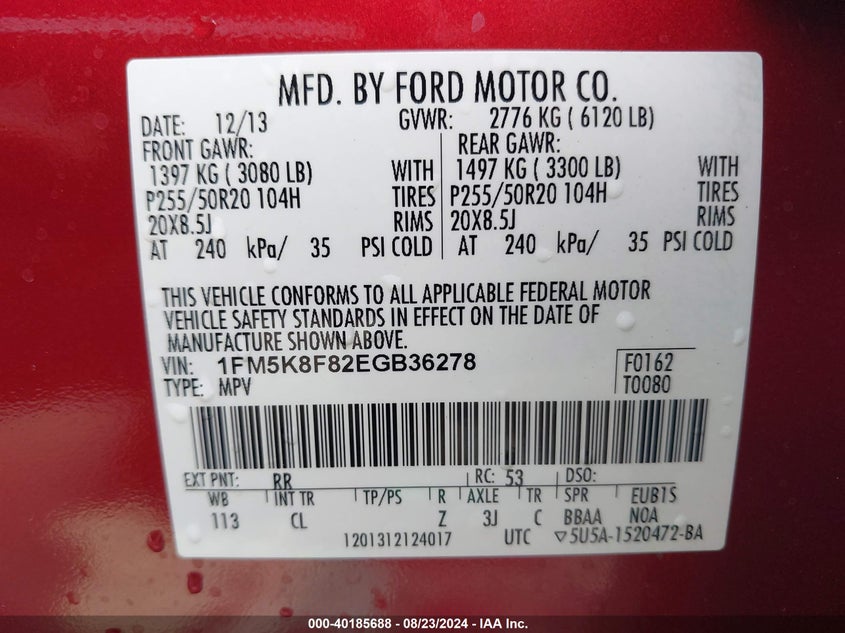 MFD. BY FORD MOTOR CO.
DATE: 12/13 GVWR: 2776 KG ( 6120 LB)
FRONT GAWR: REAR GAWR:
1397 KG ( 3080 LB) WITH 1497 KG ( 3300 LB) WITH
P255/50R20 104H TIRES P255/50R20 104H TIRES
20X8.5J RIMS 20X8.5J RIMS
AT 240 kPa/ 35 PSI COLD AT 240 kPa/ 35 PSI COLD
THIS VEHICLE CONFORMS TO ALL APPLICABLE FEDERAL MOTOR
VEHICLE SAFETY STANDARDS IN EFFECT ON THE DATE OF
MANUFACTURE SHOWN ABOVE.
VIN: 1FM5K8F82EGB36278 F0162
TYPE: MPV T0080
EXT PNT: RR RC: 53 DSO:
WB INT TR TP/PS R AXLE TR SPR EUB1S
113 CL Z 3J C BBAA NOA
1201312124017 UTC ▽5U5A-1520472-BA
000-40185688 - 08/23/2024 - IAA Inc.